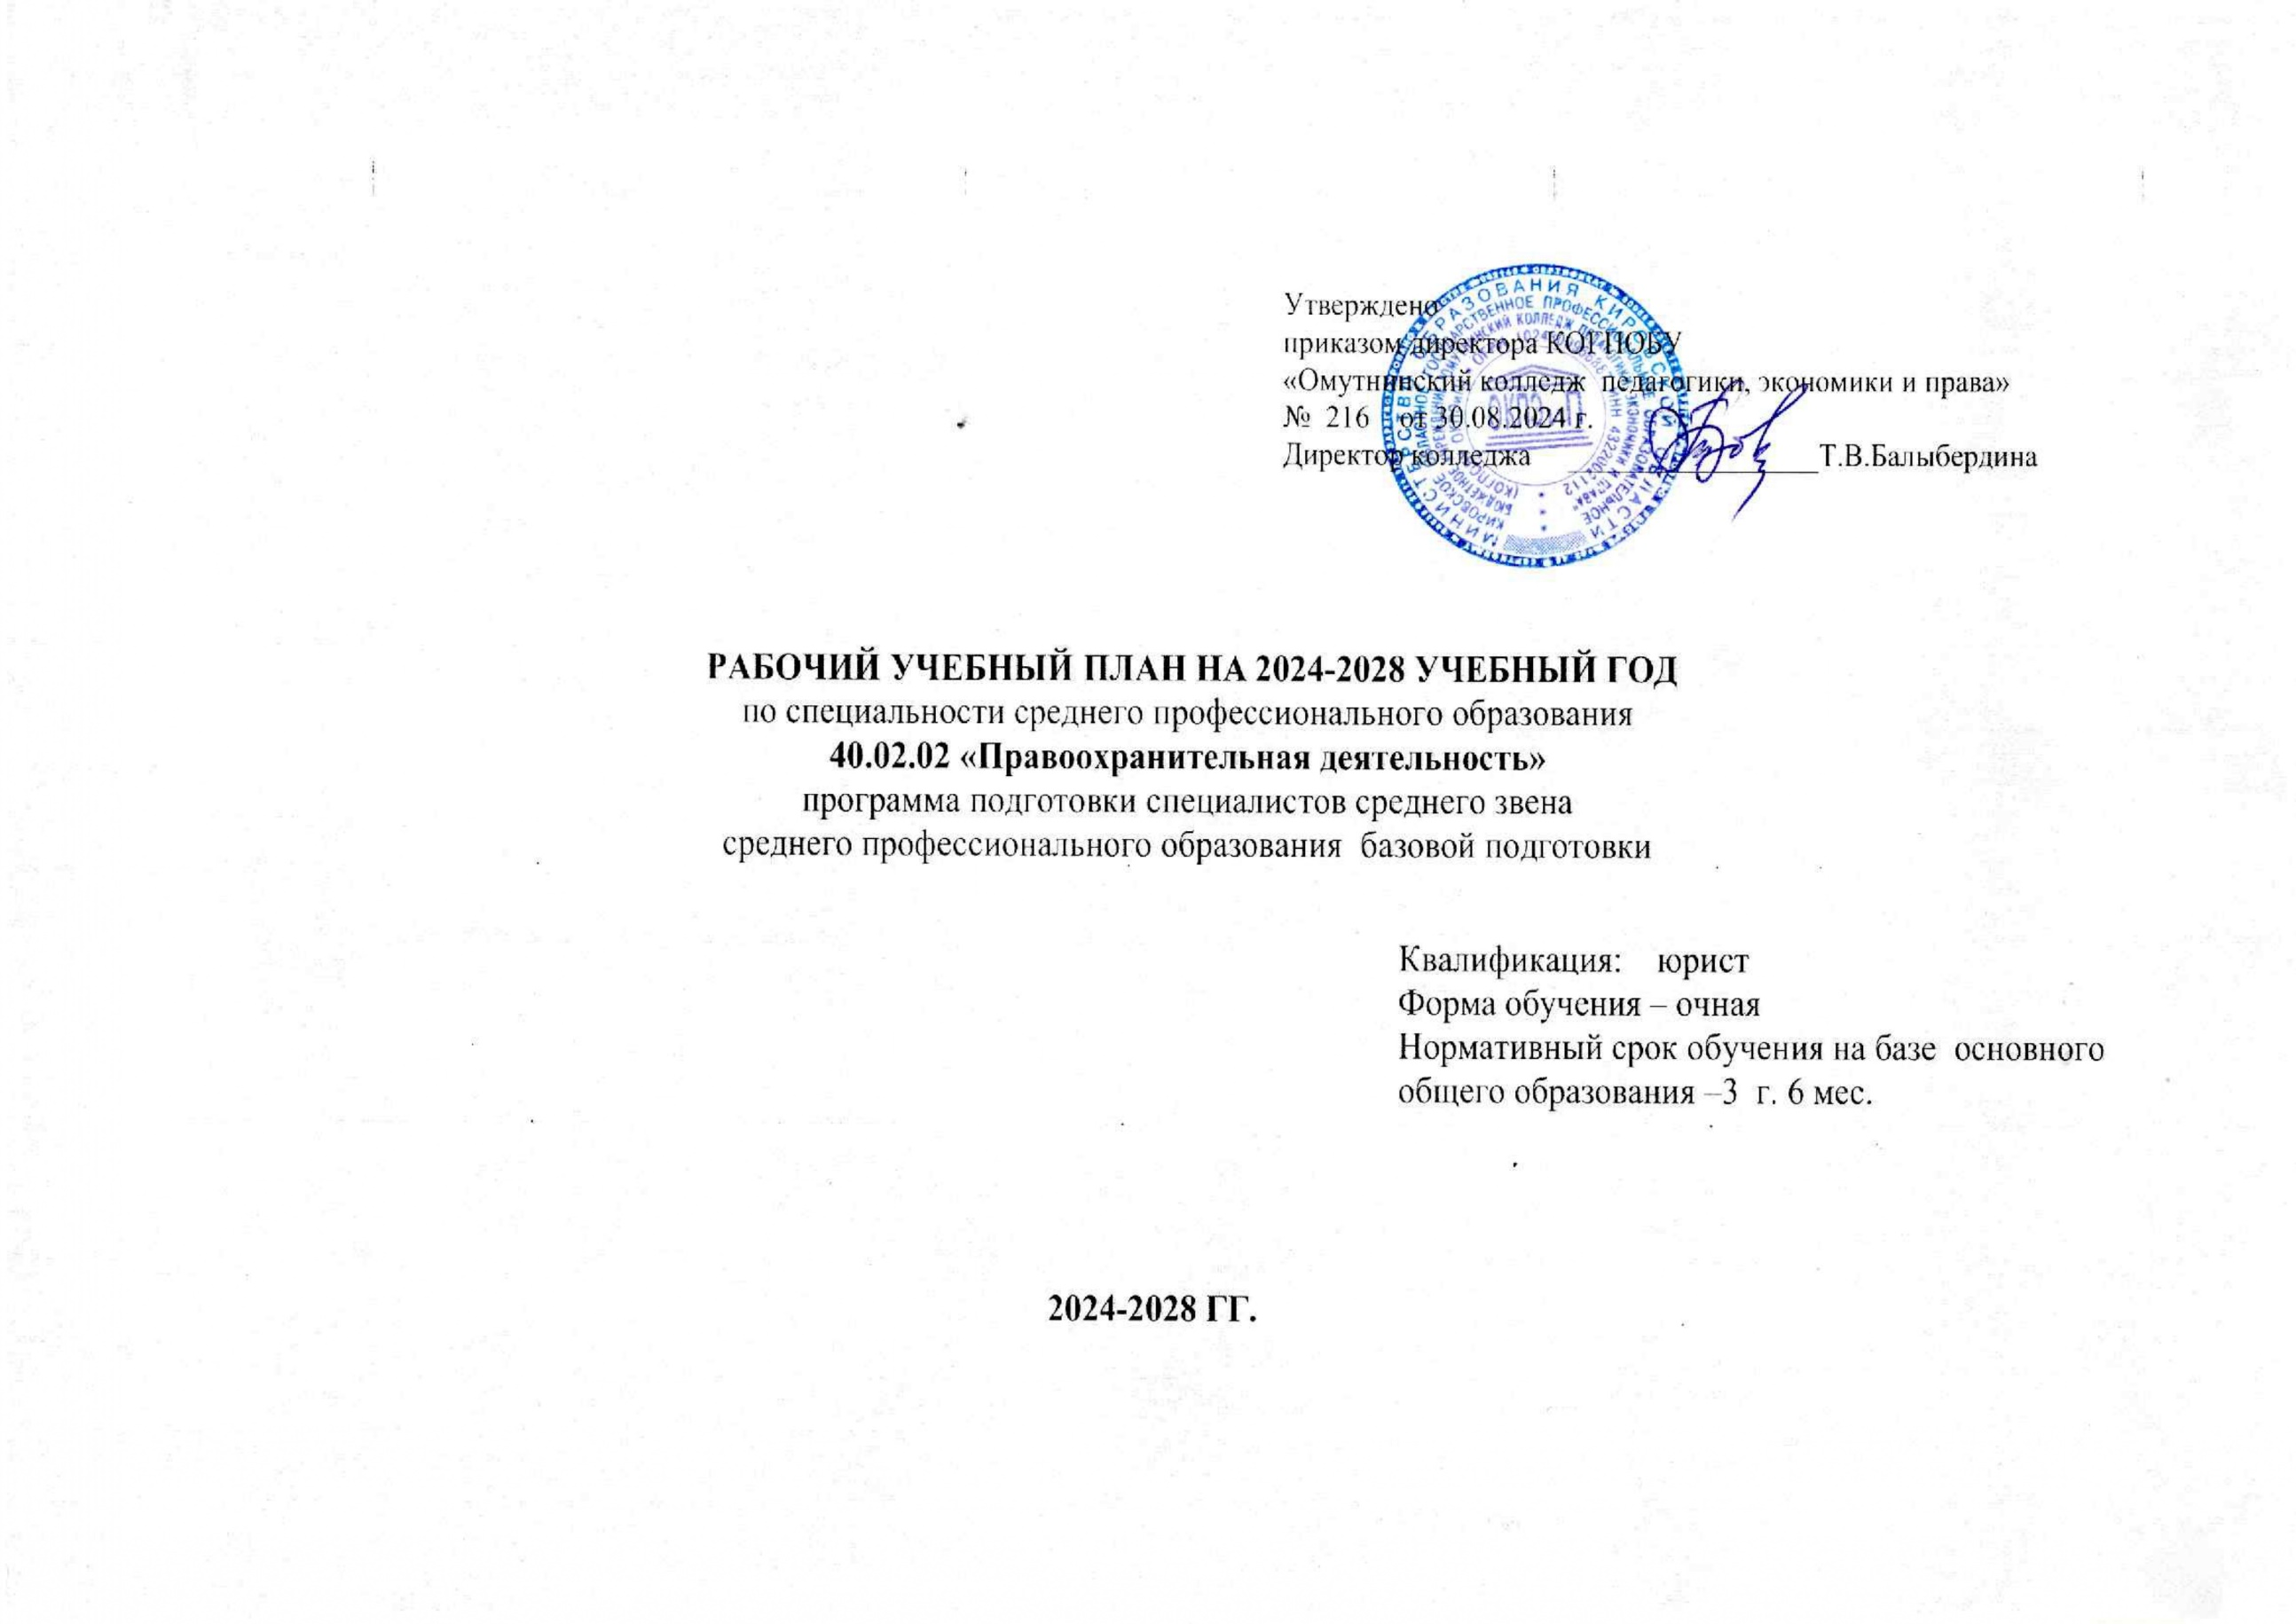 Утверждено
приказом директора КОГПОБУ
«Омутнинский колледж педагогики, экономики и права»
№ 216 от 30.08.2024 г.
Директор колледжа ________________Т.В.Балыбердина
РАБОЧИЙ УЧЕБНЫЙ ПЛАН НА 2024-2028 УЧЕБНЫЙ ГОД
по специальности среднего профессионального образования
40.02.02 «Правоохранительная деятельность»
программа подготовки специалистов среднего звена
среднего профессионального образования базовой подготовки
Квалификация: юрист
Форма обучения – очная
Нормативный срок обучения на базе основного
общего образования –3 г. 6 мес.
2024-2028 ГГ.